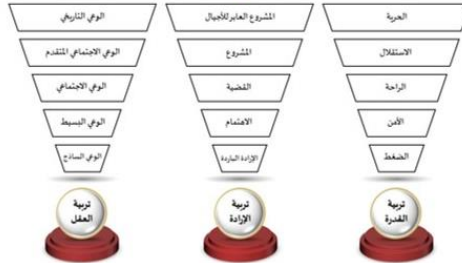 الحرية
الاستقلال
الراحة
الأمن
الضغط
تربية
القدرة
المشروع العابر للأجيال
المشروع
القضية
الاهتمام
الإرادة الباردة
تربية
الإرادة
الوعي التاريخي
الوعي الاجتماعي المتقدم
الوعي الاجتماعي
الوعي البسيط
الوعي الساذج
تربية
العقل